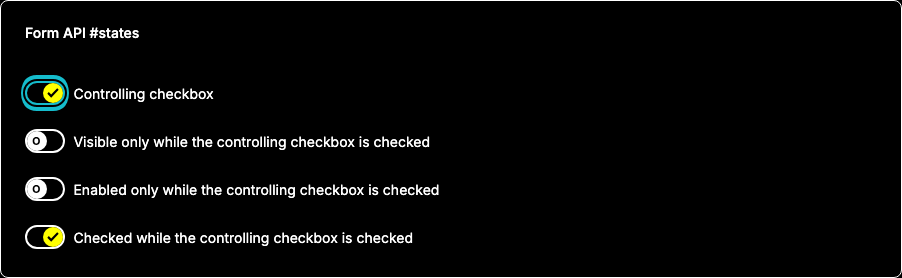 Form API #states
Controlling checkbox
Visible only while the controlling checkbox is checked
Enabled only while the controlling checkbox is checked
Checked while the controlling checkbox is checked